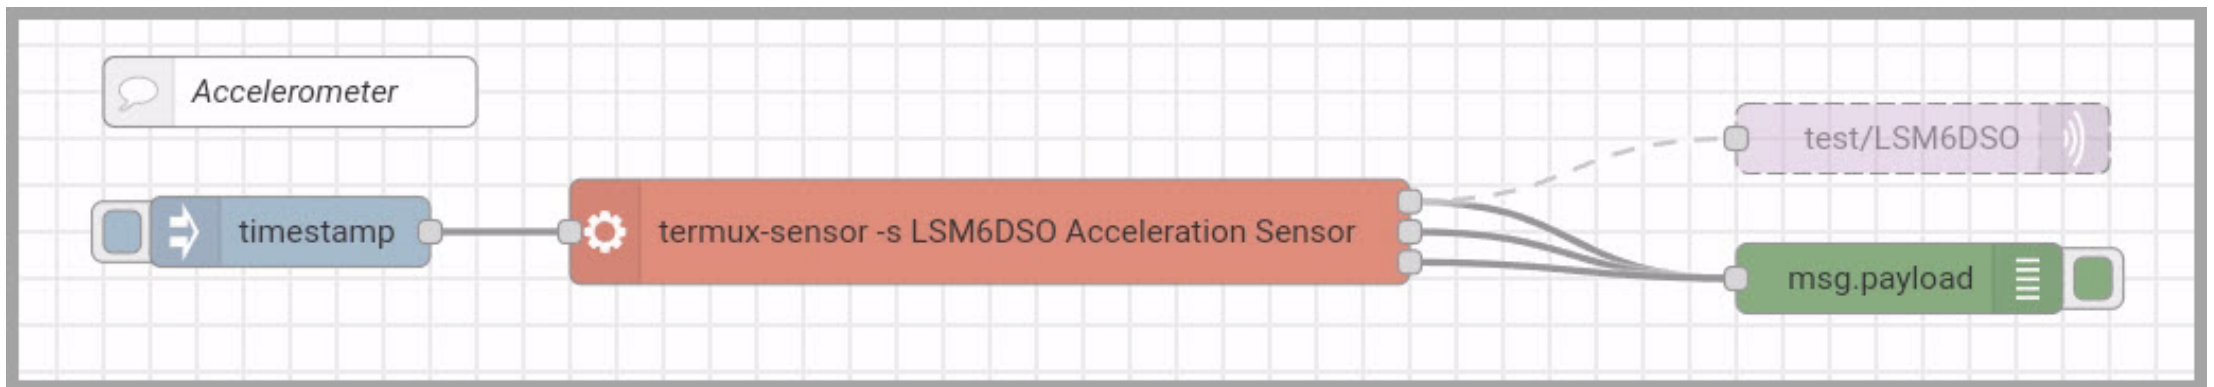 Accelerometer
test/LSM6DSO
timestamp
termux-sensor -s LSM6DSO Acceleration Sensor
msg.payload